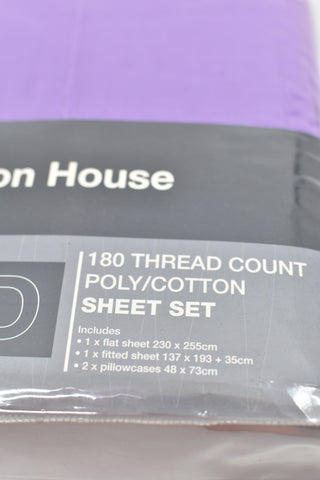 on House
180 THREAD COUNT
POLY/COTTON
SHEET SET
Includes
• 1 x flat sheet 230 x 255cm
• 1 x fitted sheet 137 x 193 + 35cm
• 2 x pillowcases 48 x 73cm
D